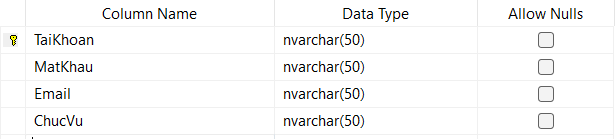 Column Name Data Type Allow Nulls
TaiKhoan nvarchar(50)
MatKhau nvarchar(50)
Email nvarchar(50)
ChucVu nvarchar(50)